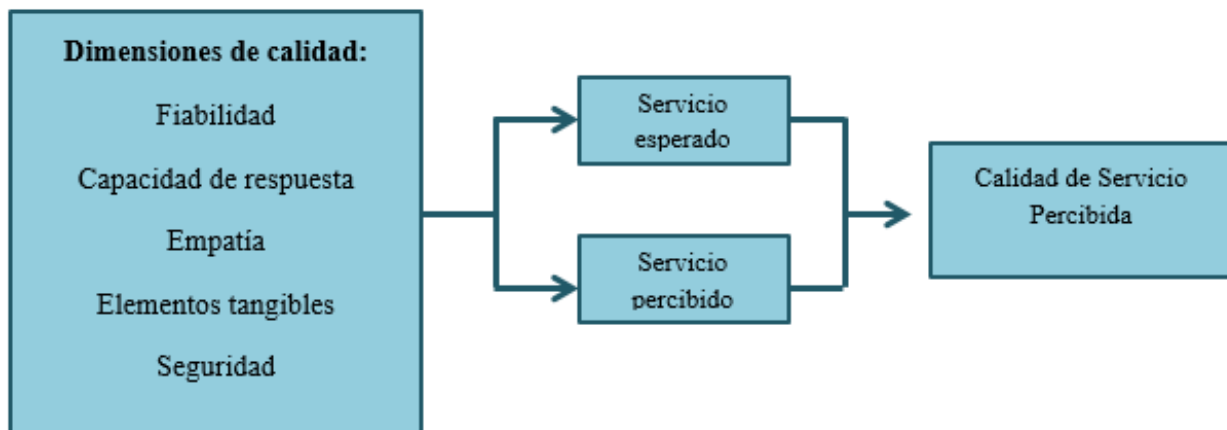 Dimensiones de calidad:
Fiabilidad
Capacidad de respuesta
Empatía
Elementos tangibles
Seguridad
Servicio
esperado
Servicio
percibido
Calidad de Servicio
Percibida